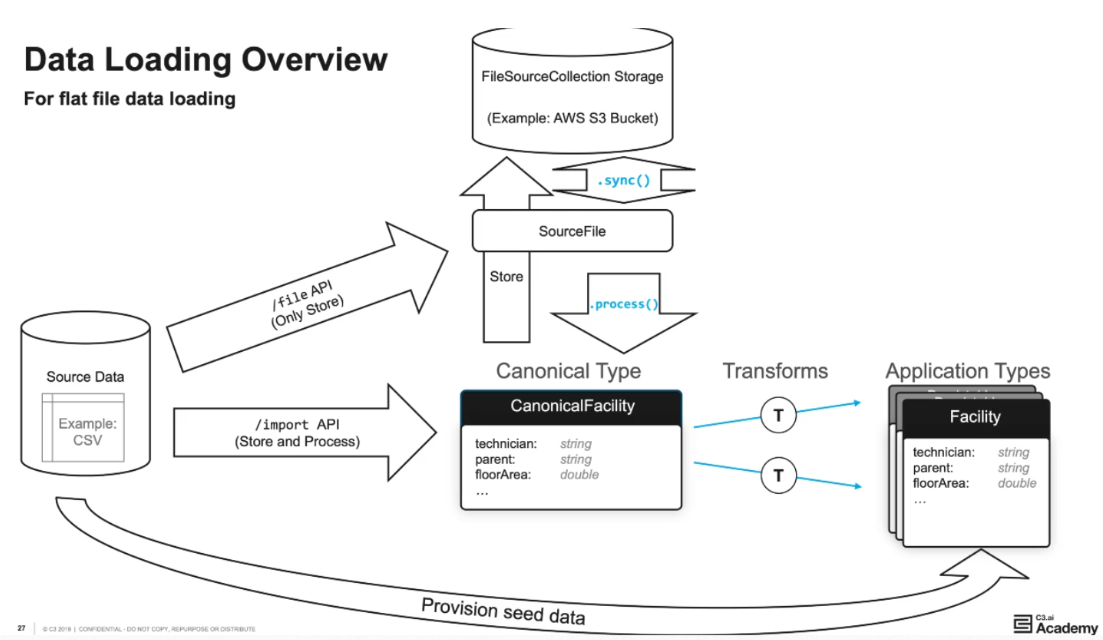 Data Loading Overview
For flat file data loading
FileSourceCollection Storage
(Example: AWS S3 Bucket)
.sync()
SourceFile
Store
.process()
/file API
(Only Store)
Source Data
Example:
CSV
/import API
(Store and Process)
Canonical Type
CanonicalFacility
technician: string
parent: string
floorArea: double
...
Transforms
T
T
Application Types
Facility
technician: string
parent: string
floorArea: double
...
Provision seed data
27 | © C3 2019 | CONFIDENTIAL - DO NOT COPY, REPURPOSE OR DISTRIBUTE
C3.ai
Academy